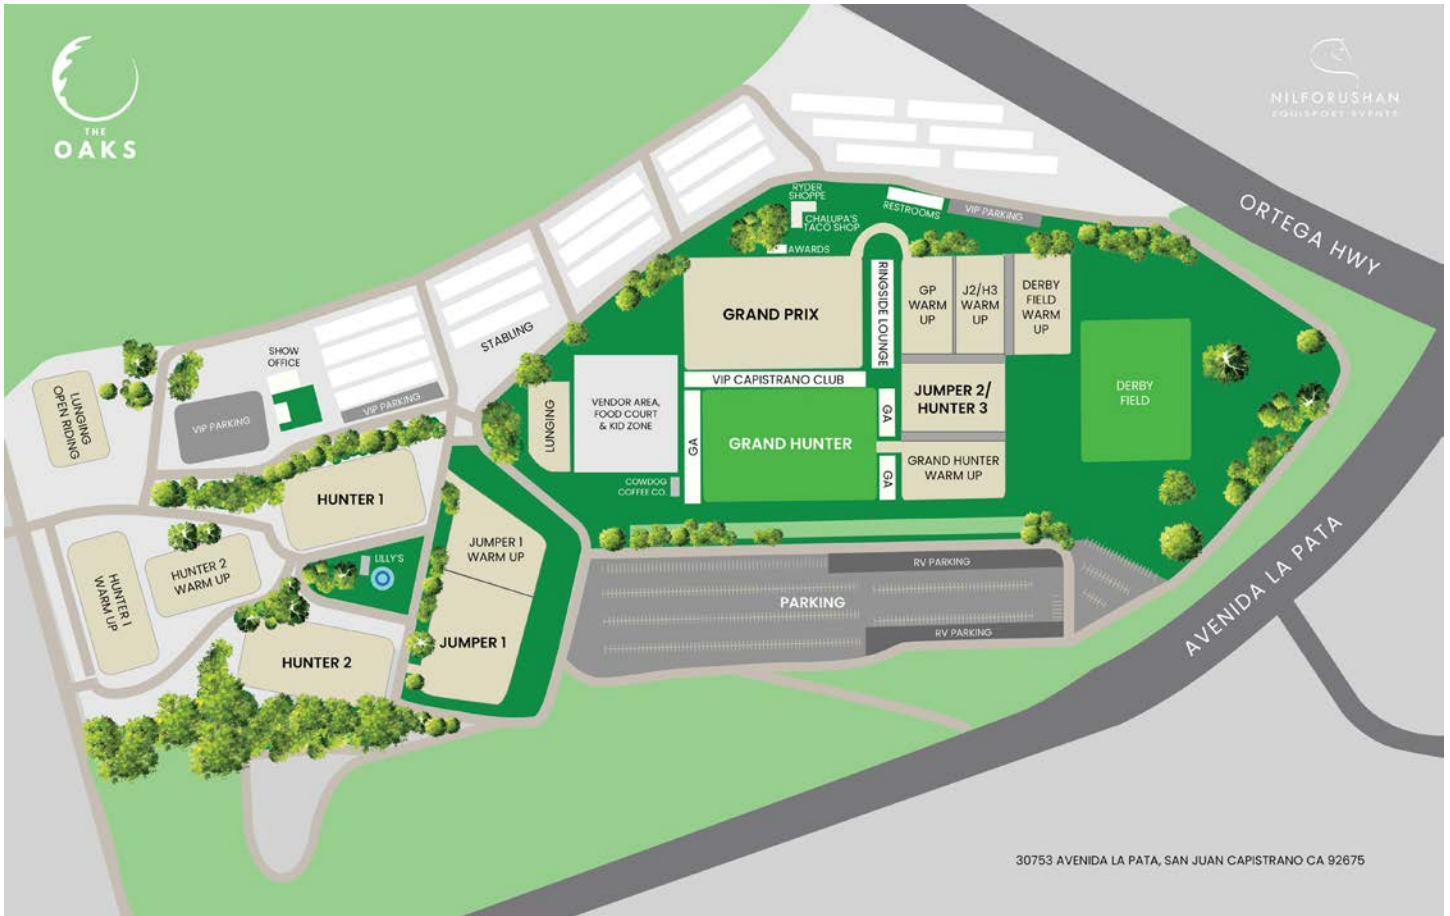 THE
OAKS
NILFORUSHAN
EQUISPORT EVENTS
ORTEGA HWY
RYDER
SHOPPE
CHALUPA'S
TACO SHOP
AWARDS
RESTROOMS
VIP PARKING
GRAND PRIX
RINGSIDE LOUNGE
GP
WARM
UP
J2/H3
WARM
UP
DERBY
FIELD
WARM
UP
STABLING
SHOW
OFFICE
VIP PARKING
VIP PARKING
LUNGING
OPEN RIDING
LUNGING
VENDOR AREA,
FOOD COURT
& KID ZONE
VIP CAPISTRANO CLUB
GA
GRAND HUNTER
GA
GA
JUMPER 2/
HUNTER 3
DERBY
FIELD
GRAND HUNTER
WARM UP
COWDOG
COFFEE CO.
HUNTER 1
JUMPER 1
WARM UP
LILLY'S
HUNTER 2
WARM UP
HUNTER 1
WARM UP
HUNTER 2
JUMPER 1
RV PARKING
PARKING
RV PARKING
AVENIDA LA PATA
30753 AVENIDA LA PATA, SAN JUAN CAPISTRANO CA 92675